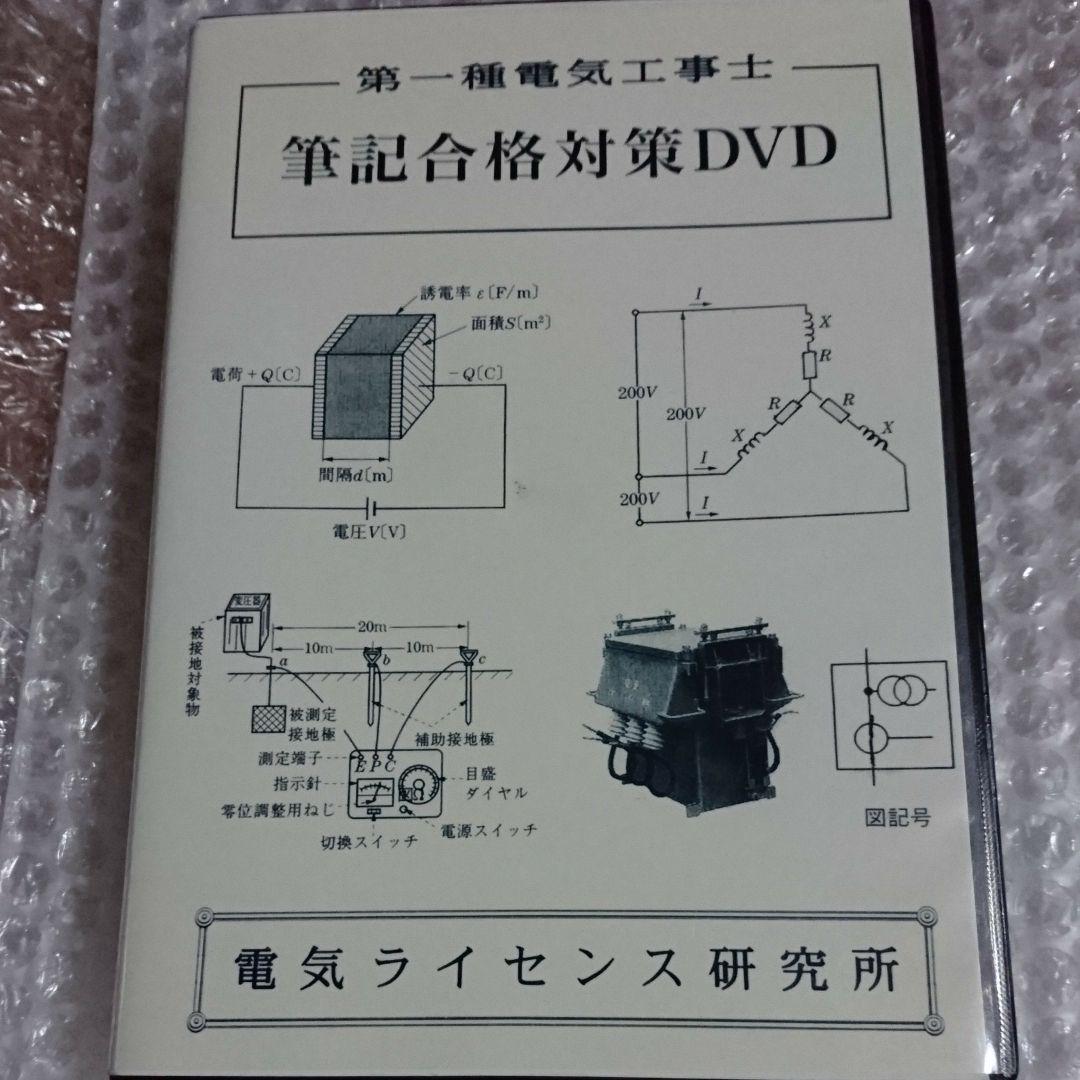 第一種電気工事士
筆記合格対策DVD
誘電率 ε〔F/m〕
面積S〔m²〕
電荷+Q〔C〕
-Q〔C〕
間隔d〔m〕
電圧V〔V〕
I
X
R
200V
200V
R
R
X
X
I
200V
I
変圧器
20m
10m
10m
被接地対象物
a
b
c
被測定
接地極
補助接地極
測定端子
E P C
指示針
目盛
ダイヤル
零位調整用ねじ
切換スイッチ
電源スイッチ
図記号
電気ライセンス研究所